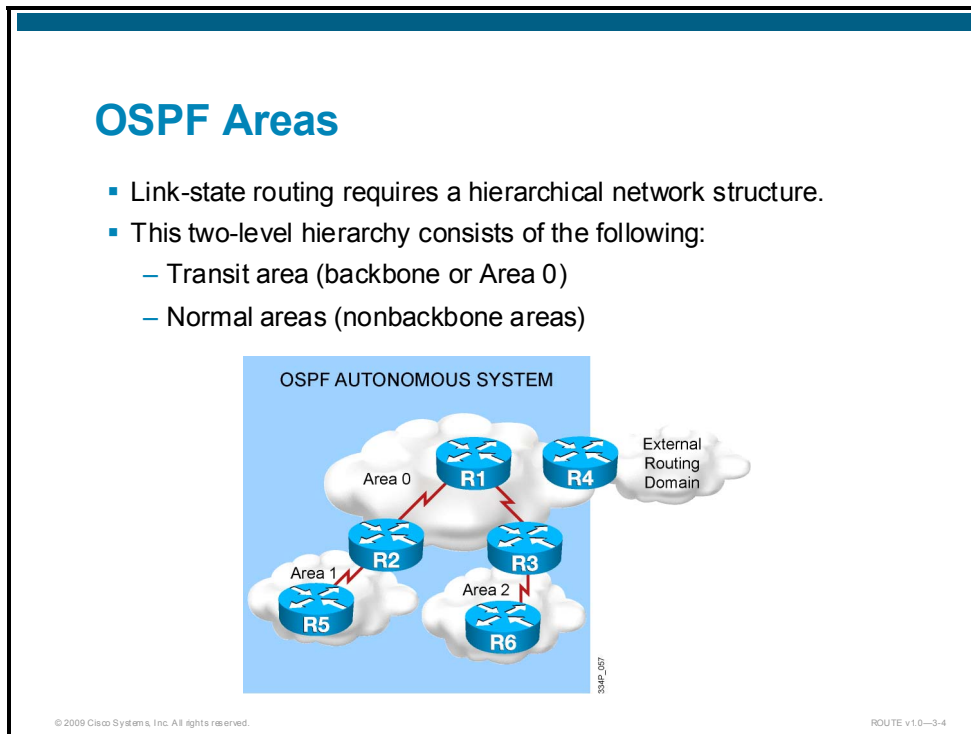 OSPF Areas
▪ Link-state routing requires a hierarchical network structure.
▪ This two-level hierarchy consists of the following:
– Transit area (backbone or Area 0)
– Normal areas (nonbackbone areas)
OSPF AUTONOMOUS SYSTEM
Area 0
R1
R4
External
Routing
Domain
R2
R3
Area 1
R5
Area 2
R6
334P_057
© 2009 Cisco Systems, Inc. All rights reserved.
ROUTE v1.0—3-4